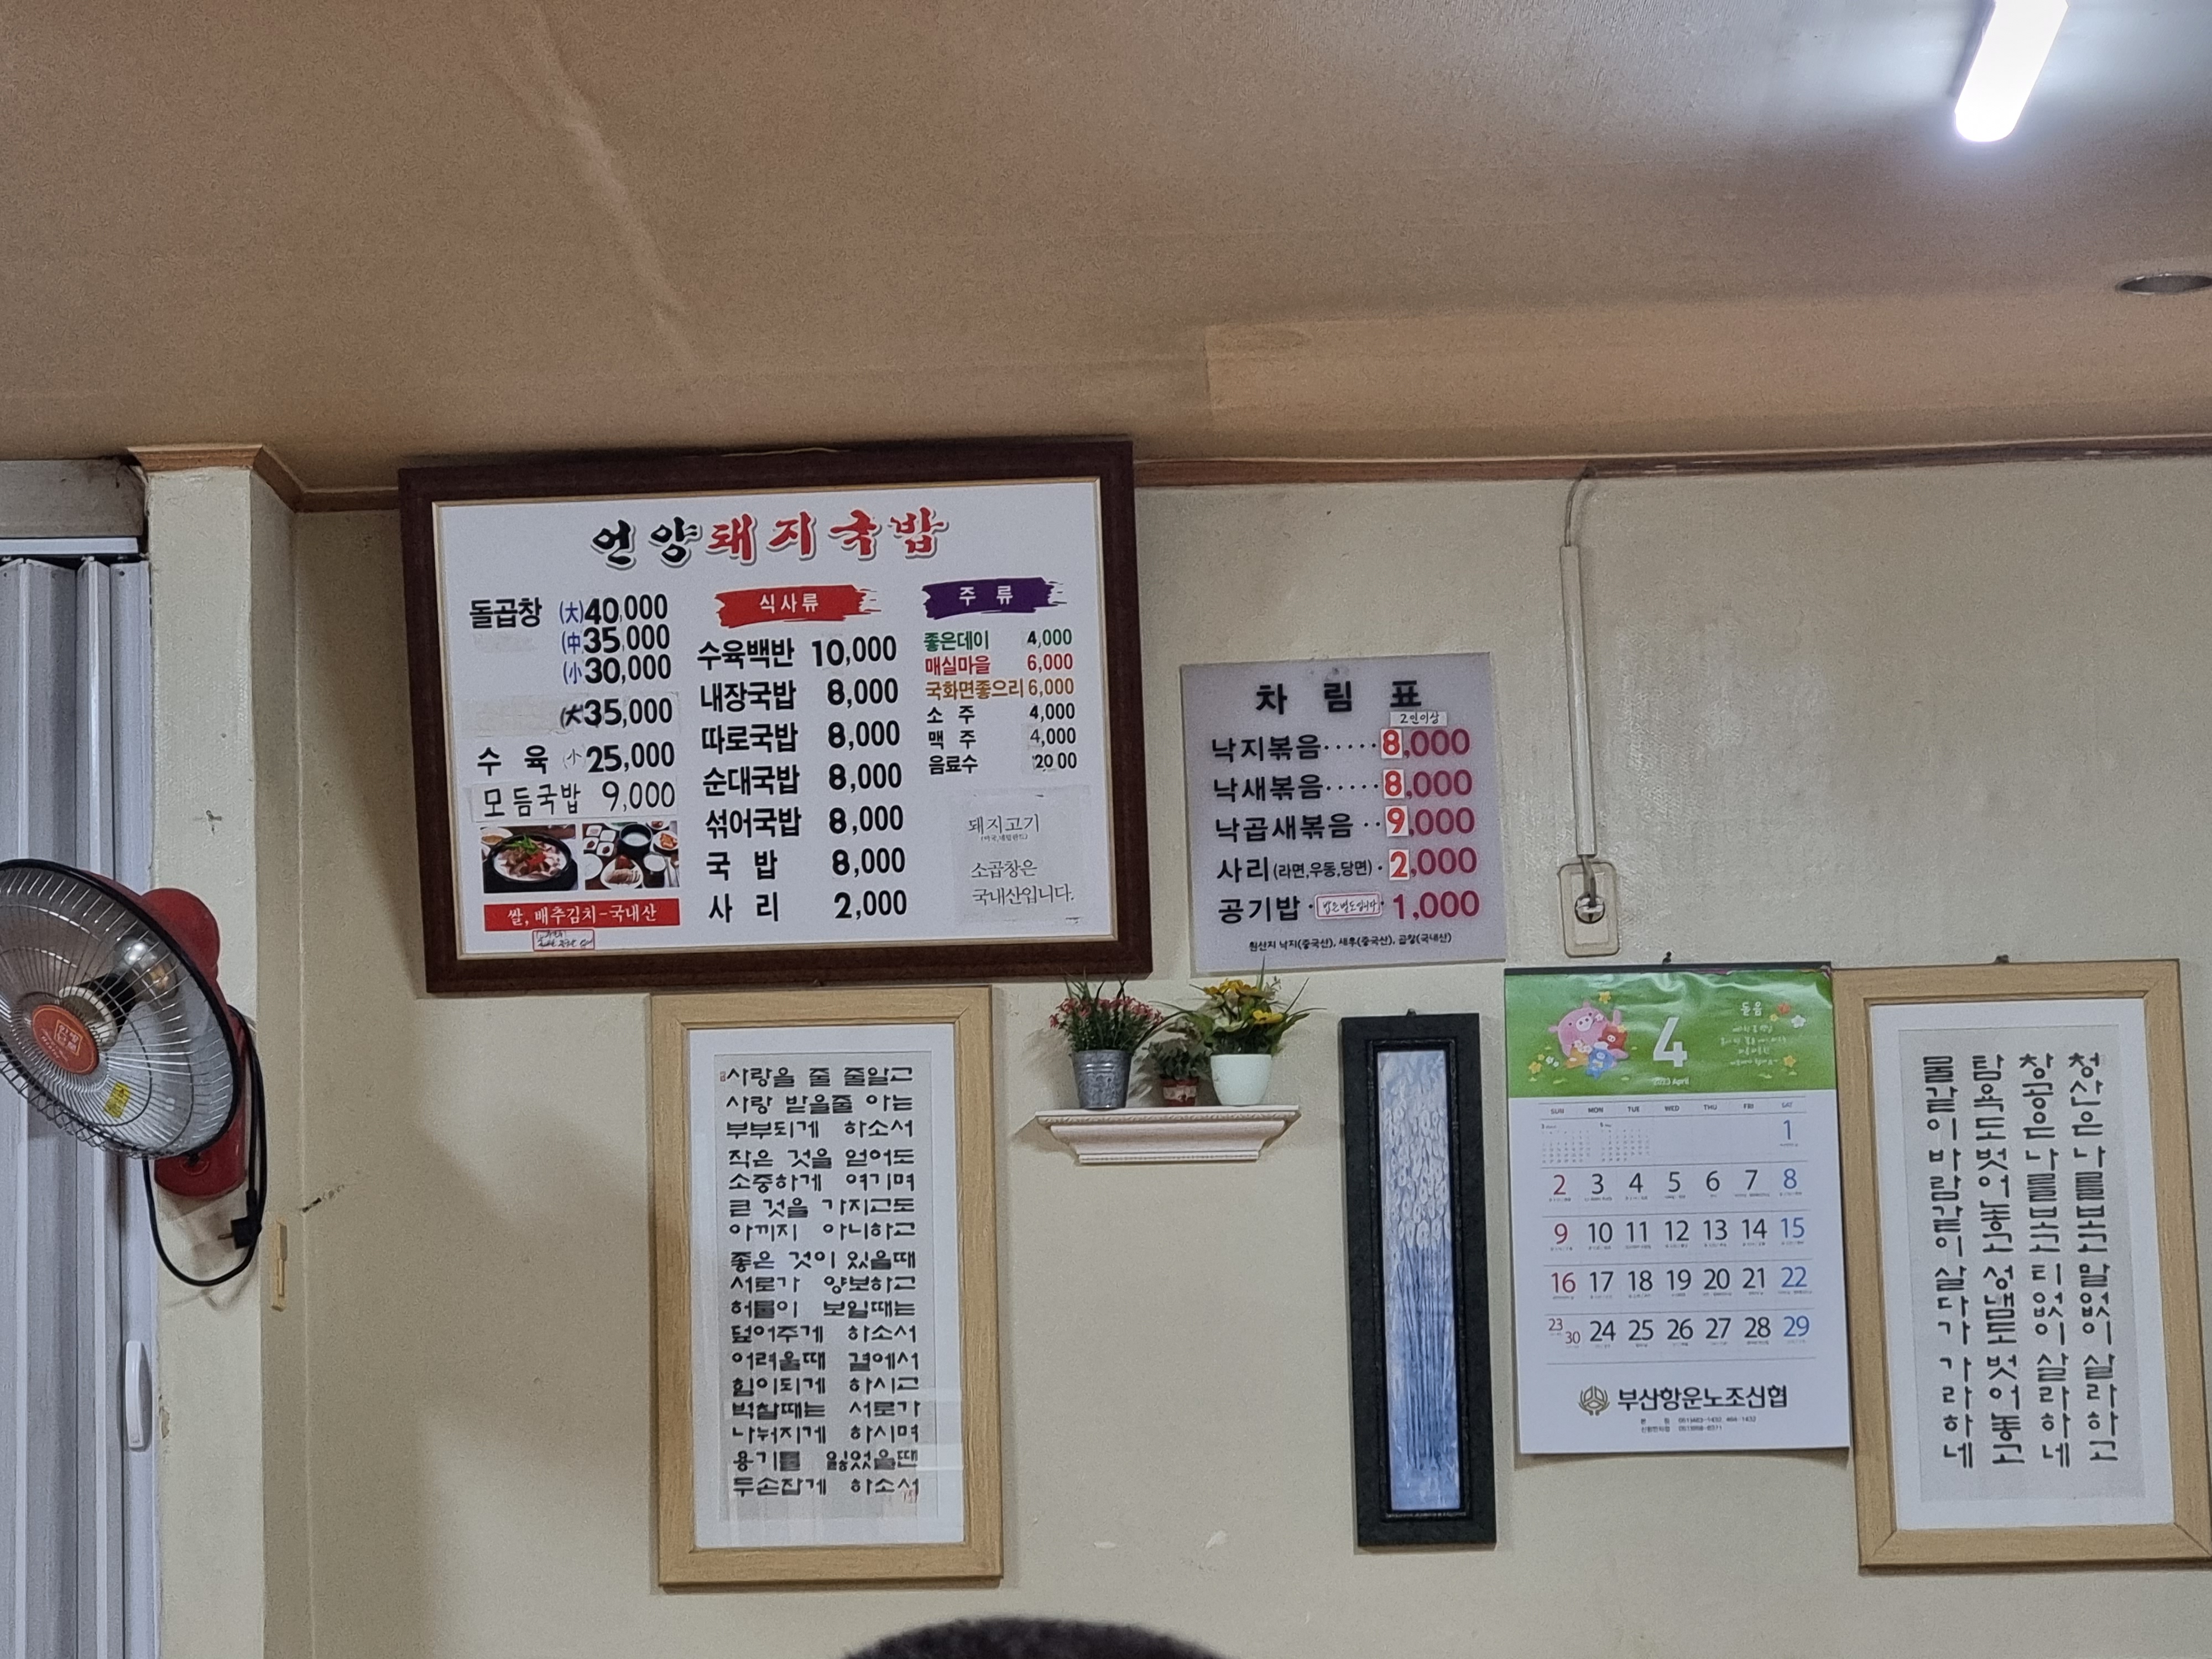 언양돼지국밥
돌곱창 (大)40,000
(中)35,000
(小)30,000
(大)35,000
수 육 小 25,000
모듬국밥 9,000
쌀, 배추김치-국내산
식사류
수육백반 10,000
내장국밥 8,000
따로국밥 8,000
순대국밥 8,000
섞어국밥 8,000
국 밥 8,000
사 리 2,000
주 류
좋은데이 4,000
매실마을 6,000
국화면좋으리 6,000
소 주 4,000
맥 주 4,000
음료수 20 00
돼지고기
소곱창은
국내산입니다.
차 림 표
2인이상
낙지볶음·····8,000
낙새볶음·····8,000
낙곱새볶음··9,000
사리(라면,우동,당면)·2,000
공기밥·밥은별도입니다·1,000
원산지 낙지(중국산), 새우(중국산), 곱창(국내산)
사랑을 줄 줄알고
사랑 받을줄 아는
부부되게 하소서
작은 것을 얻어도
소중하게 여기며
큰 것을 가지고도
아끼지 아니하고
좋은 것이 있을때
서로가 양보하고
허물이 보일때는
덮어주게 하소서
어려울때 곁에서
힘이되게 하시고
벅찰때는 서로가
나눠지게 하시며
용기를 잃었을땐
두손잡게 하소서
돋움
4
2023 April
SUN MON TUE WED THU FRI SAT
1
2 3 4 5 6 7 8
9 10 11 12 13 14 15
16 17 18 19 20 21 22
23 30 24 25 26 27 28 29
부산항운노조신협
청산은 나를보고 말없이 살라하고
창공은 나를보고 티없이 살라하네
탐욕도 벗어놓고 성냄도 벗어놓고
물같이 바람같이 살다가 가라하네